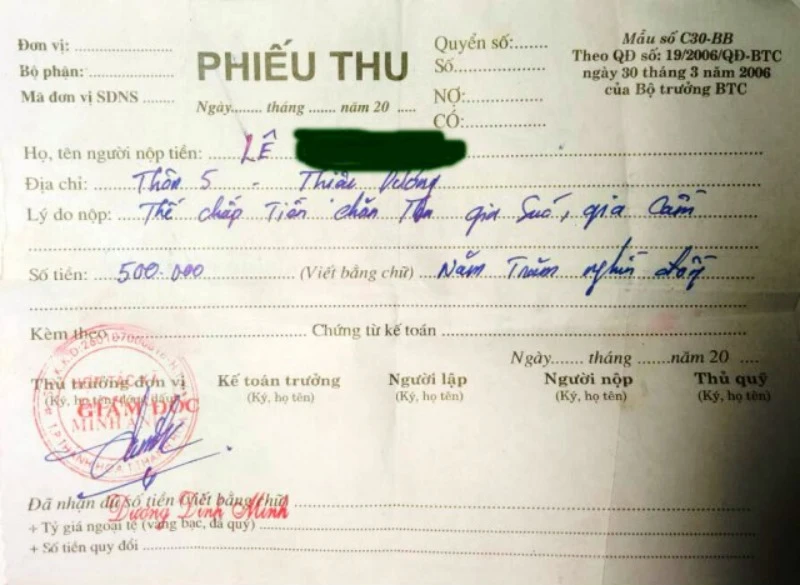 Đơn vị:
Bộ phận:
Mã đơn vị SDNS
PHIẾU THU
Ngày....... tháng ....... năm 20 .....
Quyển số:
Số
NỢ:
CÓ:
Mẫu số C30-BB
Theo QĐ số: 19/2006/QĐ-BTC
ngày 30 tháng 3 năm 2006
của Bộ trưởng BTC
Họ, tên người nộp tiền: LÊ
Địa chỉ: Thôn 5 - Thiệu Dương
Lý do nộp: Thế chấp Tiền chăn gia Súc, gia Cầm
Số tiền: 500.000 (Viết bằng chữ) Năm Trăm nghìn đồng
Kèm theo Chứng từ kế toán
Ngày....... tháng .......năm 20 .....
Thủ trưởng đơn vị Kế toán trưởng Người lập Người nộp Thủ quỹ
(Ký, họ tên, đóng dấu) (Ký, họ tên) (Ký, họ tên) (Ký, họ tên) (Ký, họ tên)
GIÁM ĐỐC
MINH
Đã nhận đủ số tiền (Viết bằng chữ)
Dương Đình Minh
+ Tỷ giá ngoại tệ (vàng bạc, đá quý)
+ Số tiền quy đổi